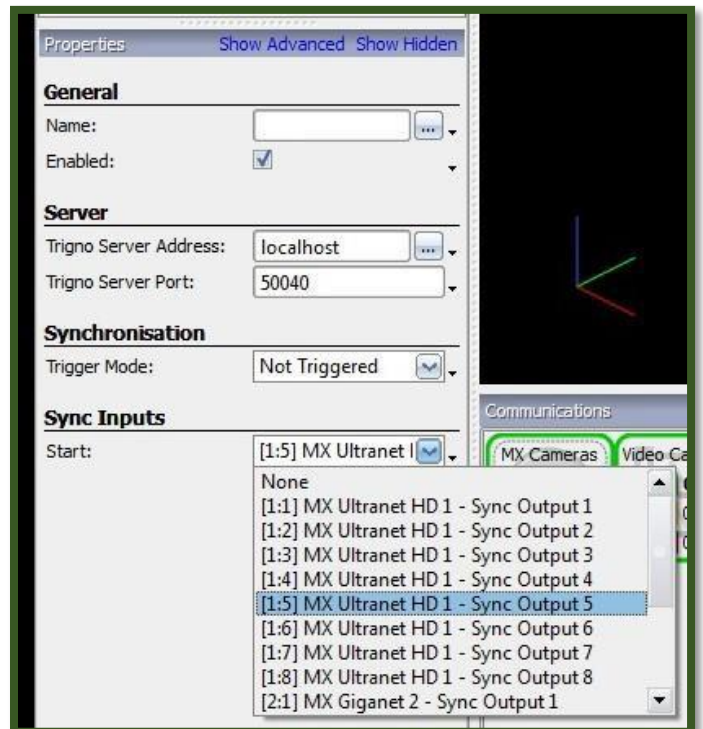 Properties Show Advanced Show Hidden
General
Name:
Enabled:
Server
Trigno Server Address: localhost
Trigno Server Port: 50040
Synchronisation
Trigger Mode: Not Triggered
Sync Inputs
Start: [1:5] MX Ultranet
None
[1:1] MX Ultranet HD 1 - Sync Output 1
[1:2] MX Ultranet HD 1 - Sync Output 2
[1:3] MX Ultranet HD 1 - Sync Output 3
[1:4] MX Ultranet HD 1 - Sync Output 4
[1:5] MX Ultranet HD 1 - Sync Output 5
[1:6] MX Ultranet HD 1 - Sync Output 6
[1:7] MX Ultranet HD 1 - Sync Output 7
[1:8] MX Ultranet HD 1 - Sync Output 8
[2:1] MX Giganet 2 - Sync Output 1
Communications
MX Cameras Video Ca